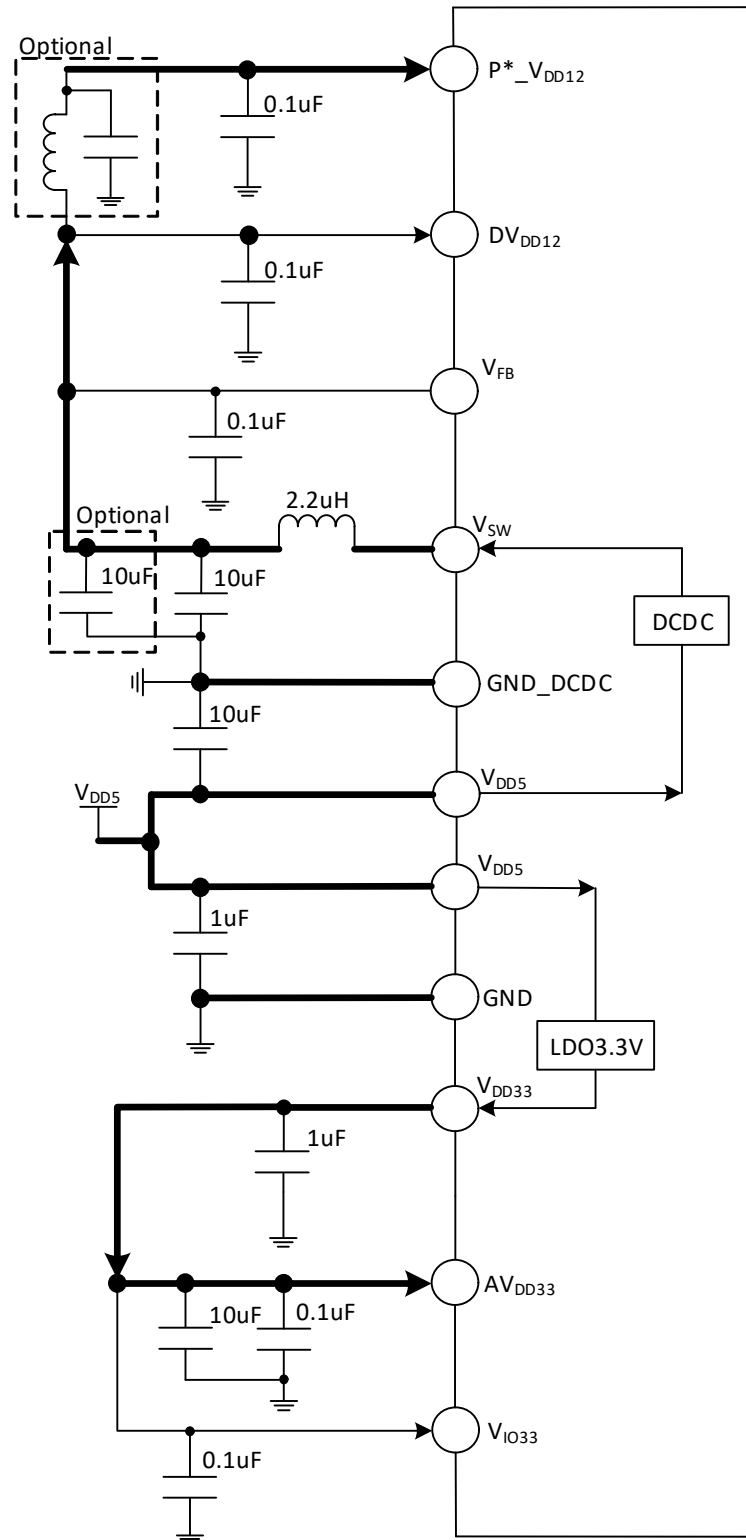 Optional
P*_VDD12
0.1uF
DVDD12
0.1uF
VFB
0.1uF
2.2uH
Optional
VSW
10uF
10uF
DCDC
GND_DCDC
10uF
VDD5
VDD5
VDD5
1uF
GND
LDO3.3V
VDD33
1uF
AVDD33
10uF
0.1uF
VIO33
0.1uF